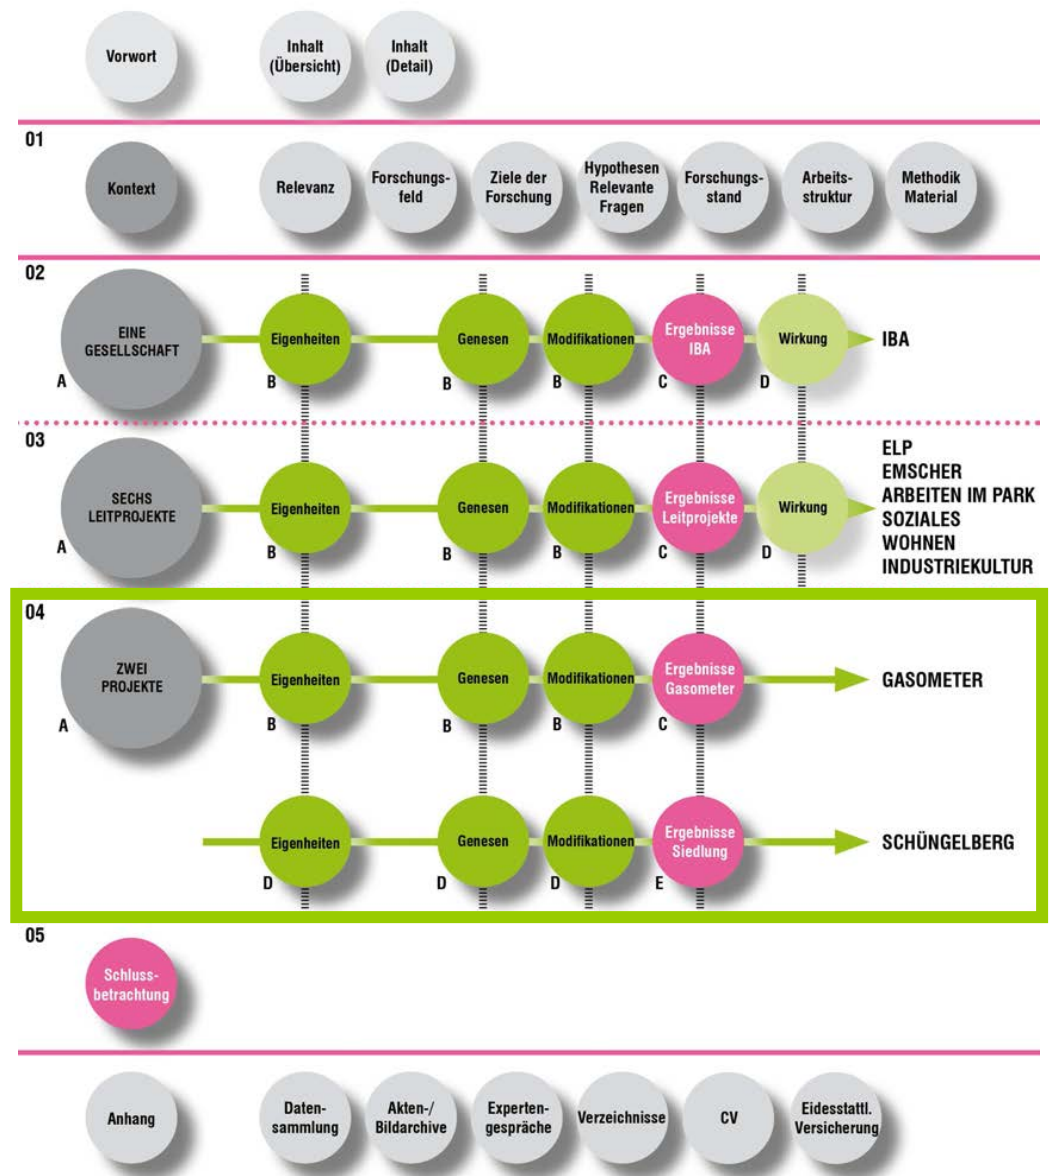 Vorwort
Inhalt
(Übersicht)
Inhalt
(Detail)
01
Kontext
Relevanz
Forschungs-
feld
Ziele der
Forschung
Hypothesen
Relevante
Fragen
Forschungs-
stand
Arbeits-
struktur
Methodik
Material
02
EINE
GESELLSCHAFT
A
Eigenheiten
B
Genesen
B
Modifikationen
B
Ergebnisse
IBA
C
Wirkung
D
IBA
03
SECHS
LEITPROJEKTE
A
Eigenheiten
B
Genesen
B
Modifikationen
B
Ergebnisse
Leitprojekte
C
Wirkung
D
ELP
EMSCHER
ARBEITEN IM PARK
SOZIALES
WOHNEN
INDUSTRIEKULTUR
04
ZWEI
PROJEKTE
A
Eigenheiten
B
Genesen
B
Modifikationen
B
Ergebnisse
Gasometer
C
GASOMETER
Eigenheiten
D
Genesen
D
Modifikationen
D
Ergebnisse
Siedlung
E
SCHÜNGELBERG
05
Schluss-
betrachtung
Anhang
Daten-
sammlung
Akten-/
Bildarchive
Experten-
gespräche
Verzeichnisse
CV
Eidesstattl.
Versicherung